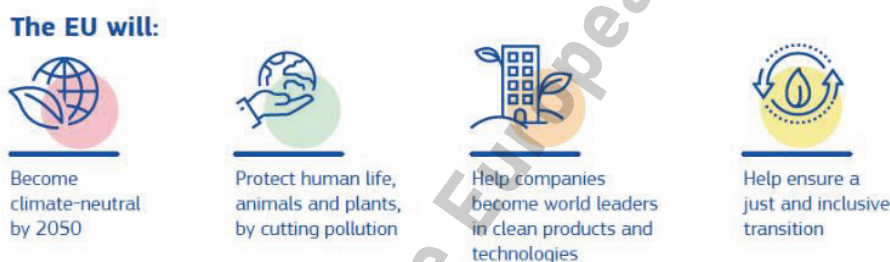 The EU will:
Become
climate-neutral
by 2050
Protect human life,
animals and plants,
by cutting pollution
Help companies
become world leaders
in clean products and
technologies
Help ensure a
just and inclusive
transition